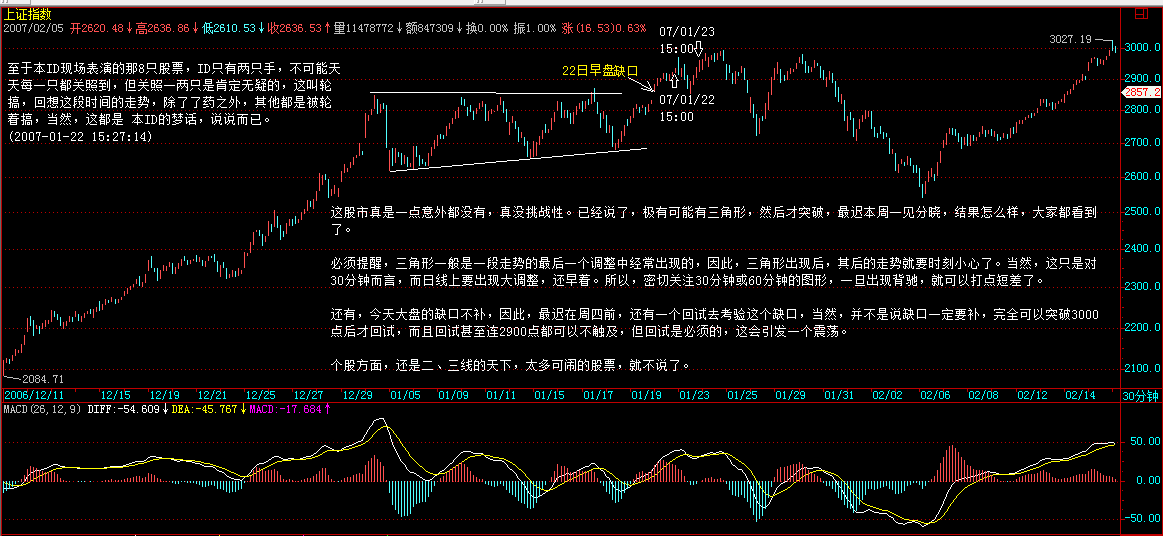 上证指数
2007/02/05 开2620.48↓高2636.86↓低2610.53↓收2636.53↑量11478772↓额847309↓换0.00% 振1.00% 涨(16.53)0.63%
至于本ID现场表演的那8只股票，ID只有两只手，不可能天
天每一只都关照到，但关照一两只是肯定无疑的，这叫轮
搞，回想这段时间的走势，除了了药之外，其他都是被轮
着搞，当然，这都是 本ID的梦话，说说而已。
(2007-01-22 15:27:14)
22日早盘缺口
07/01/23
15:00
07/01/22
15:00
3027.19
3000.0
2900.0
2857.2
2800.0
2700.0
2600.0
2500.0
2400.0
2300.0
2200.0
2100.0
这股市真是一点意外都没有，真没挑战性。已经说了，极有可能有三角形，然后才突破，最迟本周一见分晓，结果怎么样，大家都看到
了。
必须提醒，三角形一般是一段走势的最后一个调整中经常出现的，因此，三角形出现后，其后的走势就要时刻小心了。当然，这只是对
30分钟而言，而日线上要出现大调整，还早着。所以，密切关注30分钟或60分钟的图形，一旦出现背驰，就可以打点短差了。
还有，今天大盘的缺口不补，因此，最迟在周四前，还有一个回试去考验这个缺口，当然，并不是说缺口一定要补，完全可以突破3000
点后才回试，而且回试甚至连2900点都可以不触及，但回试是必须的，这会引发一个震荡。
个股方面，还是二、三线的天下，太多可闹的股票，就不说了。
2084.71
2006/12/11 12/15 12/19 12/21 12/25 12/27 12/29 01/05 01/09 01/11 01/15 01/17 01/19 01/23 01/25 01/29 01/31 02/02 02/06 02/08 02/12 02/14 30分钟
MACD(26,12,9) DIFF:-54.609↓DEA:-45.767↓MACD:-17.684↑
50.00
0.00
-50.00